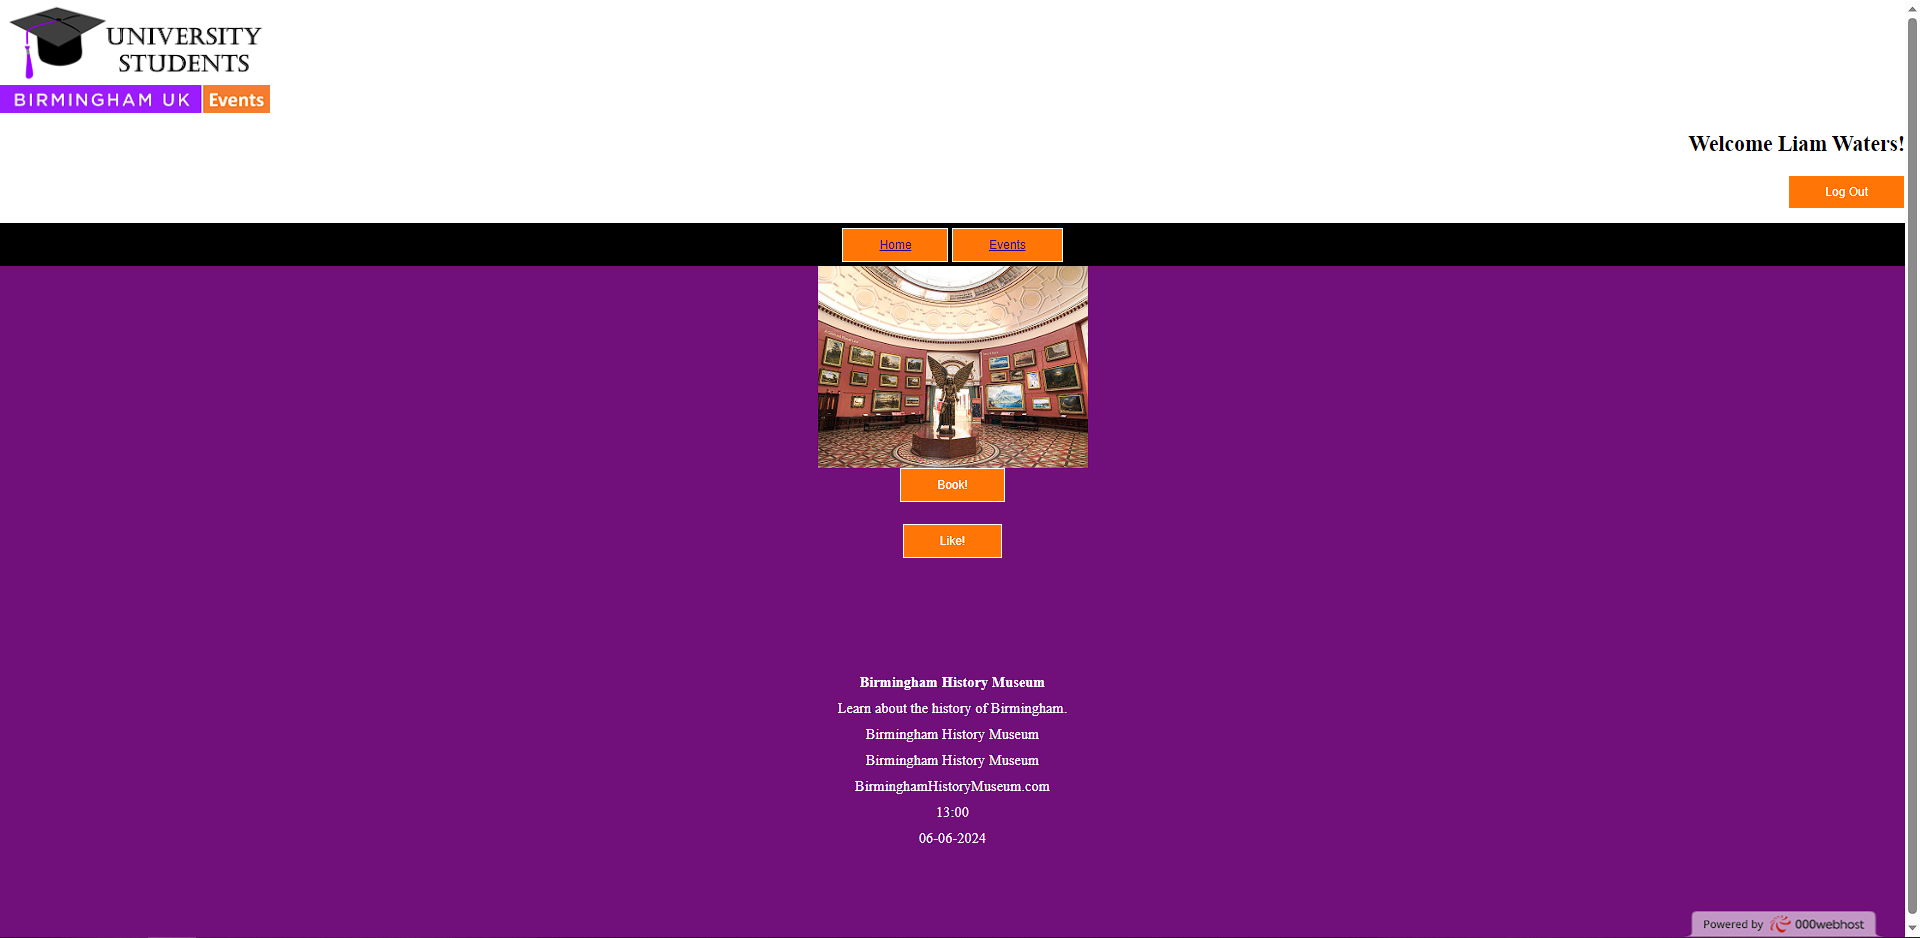 UNIVERSITY
STUDENTS
BIRMINGHAM UK Events
Welcome Liam Waters!
Log Out
Home Events
Book!
Like!
Birmingham History Museum
Learn about the history of Birmingham.
Birmingham History Museum
Birmingham History Museum
BirminghamHistoryMuseum.com
13:00
06-06-2024
Powered by 000webhost